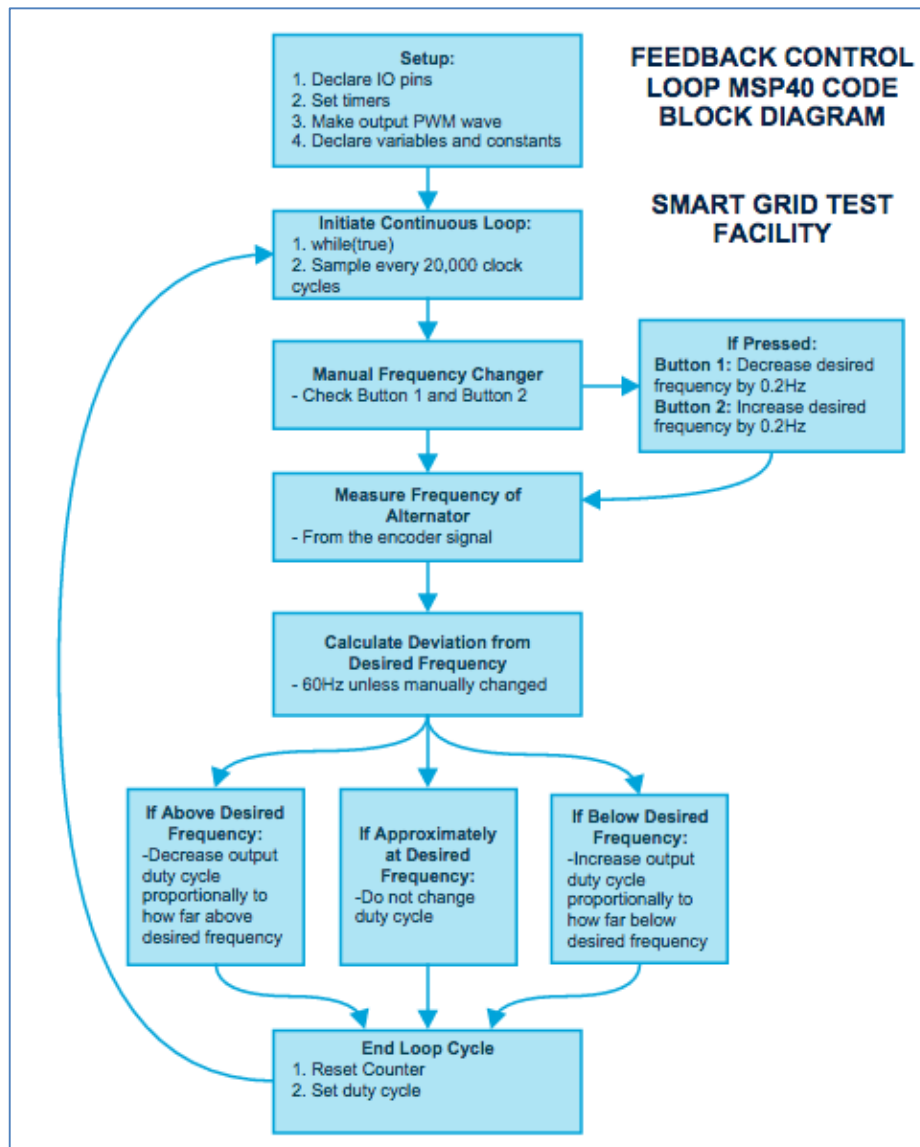 FEEDBACK CONTROL
LOOP MSP40 CODE
BLOCK DIAGRAM
SMART GRID TEST
FACILITY
Setup:
1. Declare IO pins
2. Set timers
3. Make output PWM wave
4. Declare variables and constants
Initiate Continuous Loop:
1. while(true)
2. Sample every 20,000 clock
cycles
Manual Frequency Changer
- Check Button 1 and Button 2
If Pressed:
Button 1: Decrease desired
frequency by 0.2Hz
Button 2: Increase desired
frequency by 0.2Hz
Measure Frequency of
Alternator
- From the encoder signal
Calculate Deviation from
Desired Frequency
- 60Hz unless manually changed
If Above Desired
Frequency:
-Decrease output
duty cycle
proportionally to
how far above
desired frequency
If Approximately
at Desired
Frequency:
-Do not change
duty cycle
If Below Desired
Frequency:
-Increase output
duty cycle
proportionally to
how far below
desired frequency
End Loop Cycle
1. Reset Counter
2. Set duty cycle